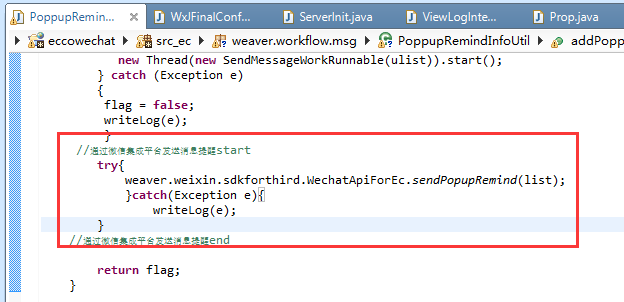 PoppupRemin...
WxJFinalConf...
ServerInit.java
ViewLogInte...
Prop.java
eccowechat src_ec weaver.workflow.msg PoppupRemindInfoUtil addPopp
new Thread(new SendMessageWorkRunnable(ulist)).start();
} catch (Exception e)
{
flag = false;
writeLog(e);
}
//通过微信集成平台发送消息提醒start
try{
weaver.weixin.sdkforthird.WechatApiForEc.sendPopupRemind(list);
}catch(Exception e){
writeLog(e);
}
//通过微信集成平台发送消息提醒end
return flag;
}